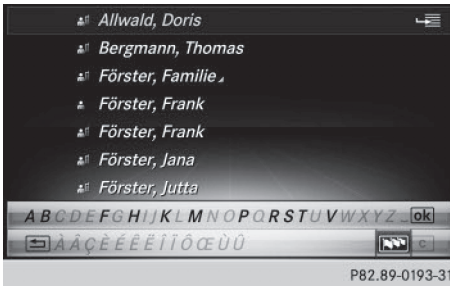 Allwald, Doris
Bergmann, Thomas
Förster, Familie
Förster, Frank
Förster, Frank
Förster, Jana
Förster, Jutta
A B C D E F G H I J K L M N O P Q R S T U V W X Y Z _ ok
À Â Ç È É Ê Ë Î Ï Ô Œ Ù Û c
P82.89-0193-31